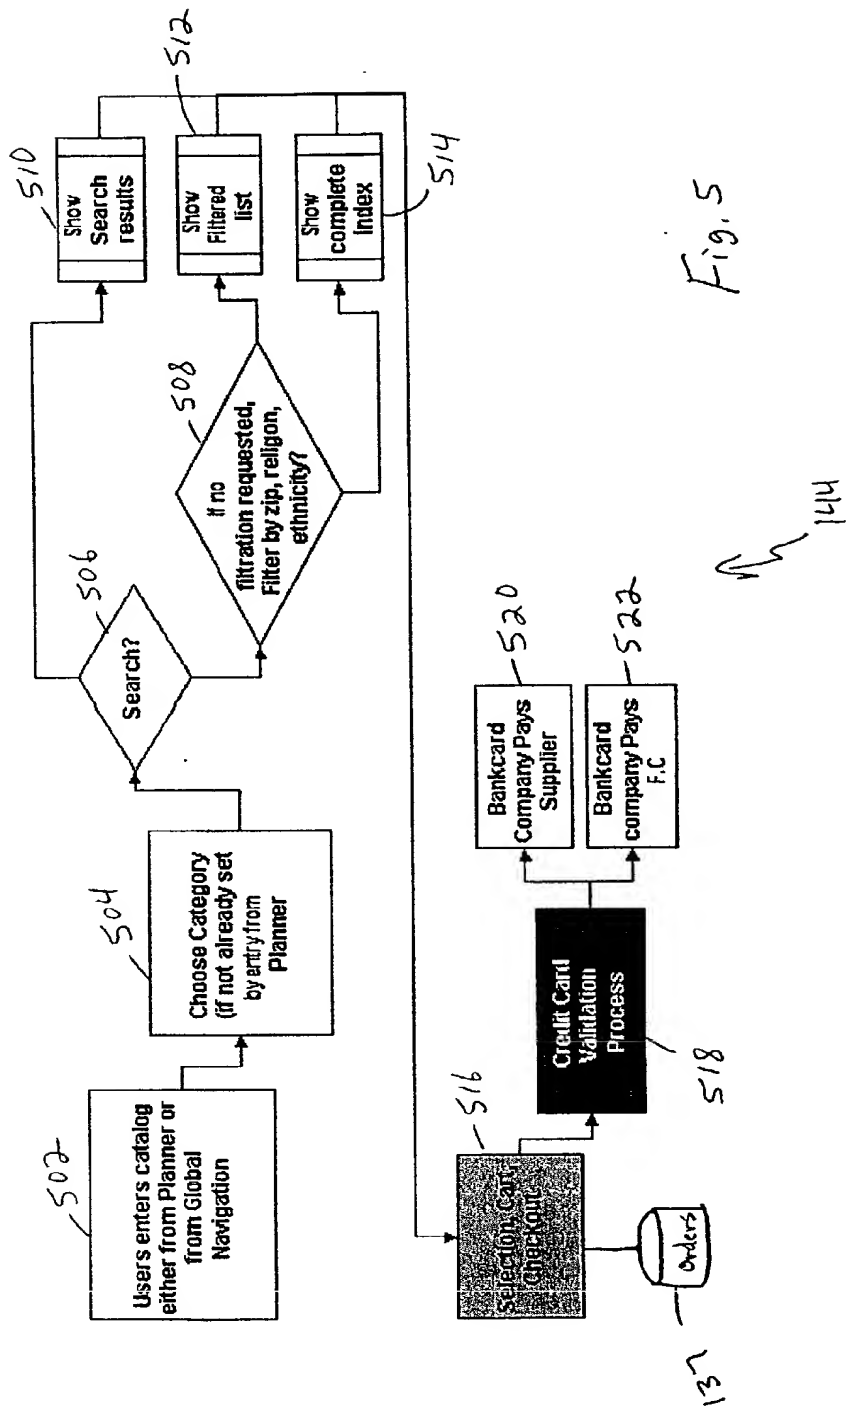 502
Users enters catalog
either from Planner or
from Global
Navigation
504
Choose Category
(if not already set
by entry from
Planner
506
Search?
508
If no
filtration requested,
Filter by zip, religon,
ethnicity?
510
Show
Search
results
512
Show
Filtered
list
514
Show
complete
Index
516
Selection, Cart,
Checkout
Orders
137
518
Credit Card
Validation
Process
520
Bankcard
Company Pays
Supplier
522
Bankcard
company Pays
F.C
144
Fig. 5